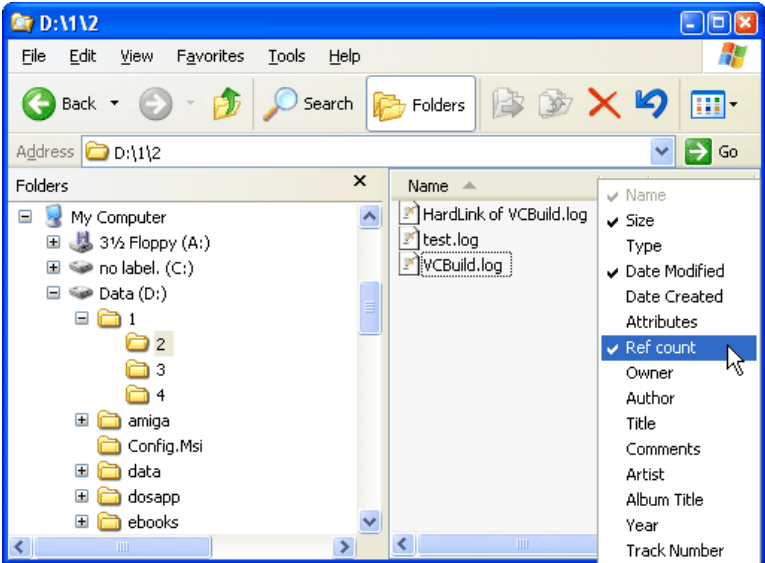 D:\1\2
File Edit View Favorites Tools Help
Back Search Folders
Address D:\1\2 Go
Folders
My Computer
3½ Floppy (A:)
no label. (C:)
Data (D:)
1
2
3
4
amiga
Config.Msi
data
dosapp
ebooks
Name
HardLink of VCBuild.log
test.log
VCBuild.log
Name
Size
Type
Date Modified
Date Created
Attributes
Ref count
Owner
Author
Title
Comments
Artist
Album Title
Year
Track Number